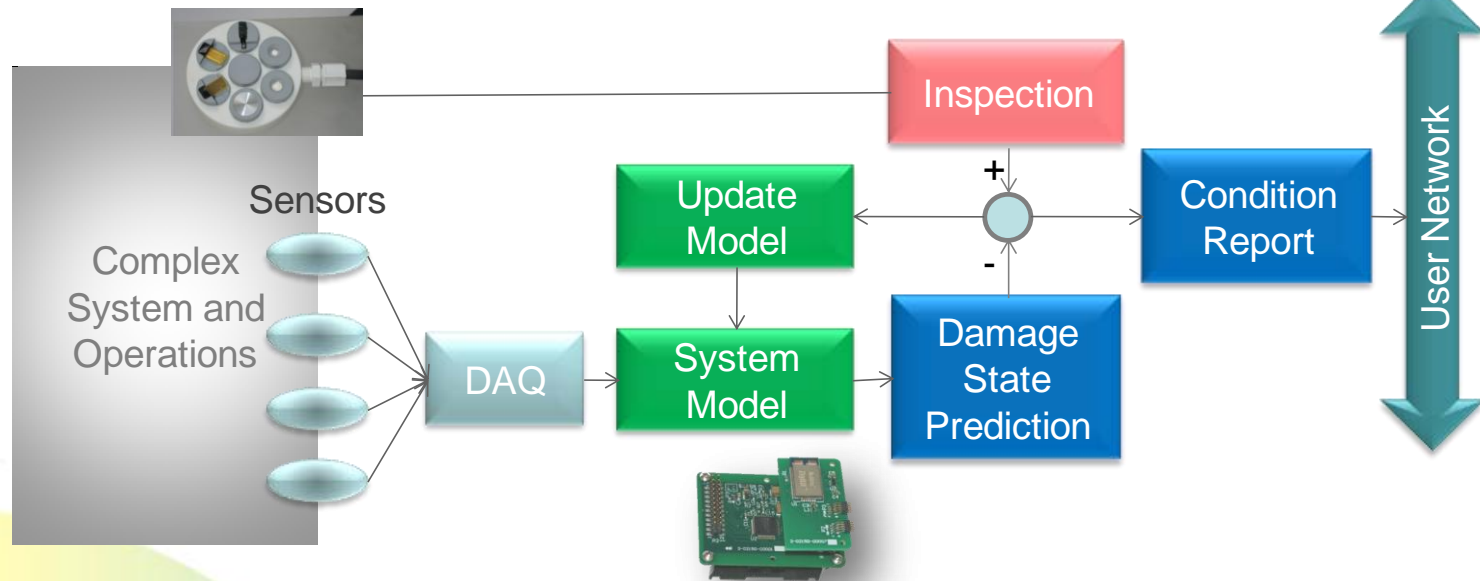 Inspection
Sensors
Update
Model
+
Condition
Report
User Network
Complex
System and
Operations
-
DAQ
System
Model
Damage
State
Prediction